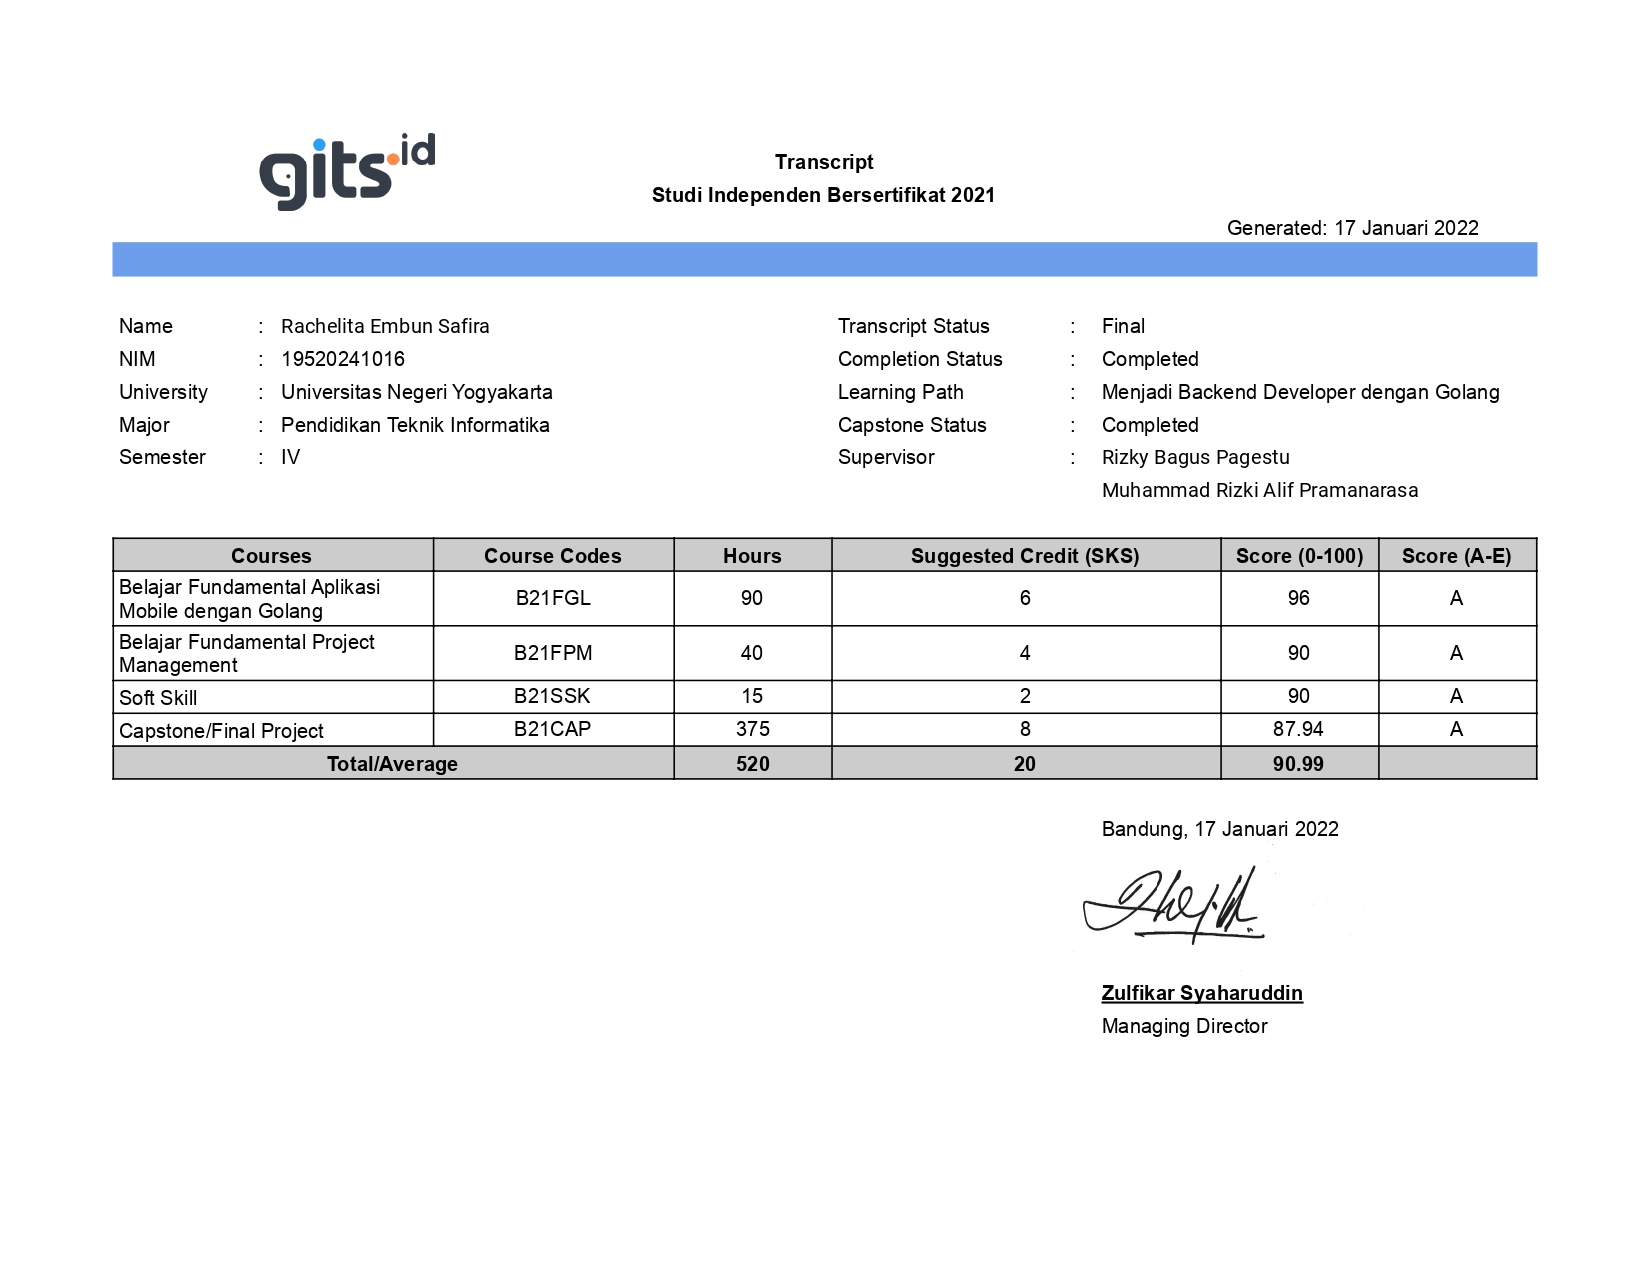 gits.id
Transcript
Studi Independen Bersertifikat 2021
Generated: 17 Januari 2022
Name : Rachelita Embun Safira
NIM : 19520241016
University : Universitas Negeri Yogyakarta
Major : Pendidikan Teknik Informatika
Semester : IV
Transcript Status : Final
Completion Status : Completed
Learning Path : Menjadi Backend Developer dengan Golang
Capstone Status : Completed
Supervisor : Rizky Bagus Pagestu
Muhammad Rizki Alif Pramanarasa
Courses Course Codes Hours Suggested Credit (SKS) Score (0-100) Score (A-E)
Belajar Fundamental Aplikasi
Mobile dengan Golang B21FGL 90 6 96 A
Belajar Fundamental Project
Management B21FPM 40 4 90 A
Soft Skill B21SSK 15 2 90 A
Capstone/Final Project B21CAP 375 8 87.94 A
Total/Average 520 20 90.99
Bandung, 17 Januari 2022
Zulfikar Syaharuddin
Managing Director